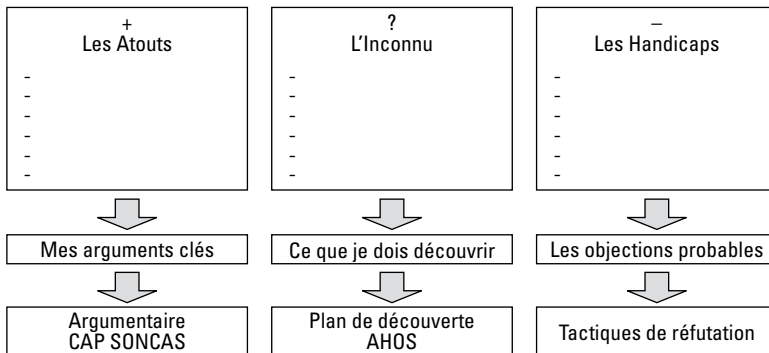 +
Les Atouts
-
-
-
-
-
-
?
L'Inconnu
-
-
-
-
-
-
–
Les Handicaps
-
-
-
-
-
-
Mes arguments clés
Ce que je dois découvrir
Les objections probables
Argumentaire
CAP SONCAS
Plan de découverte
AHOS
Tactiques de réfutation